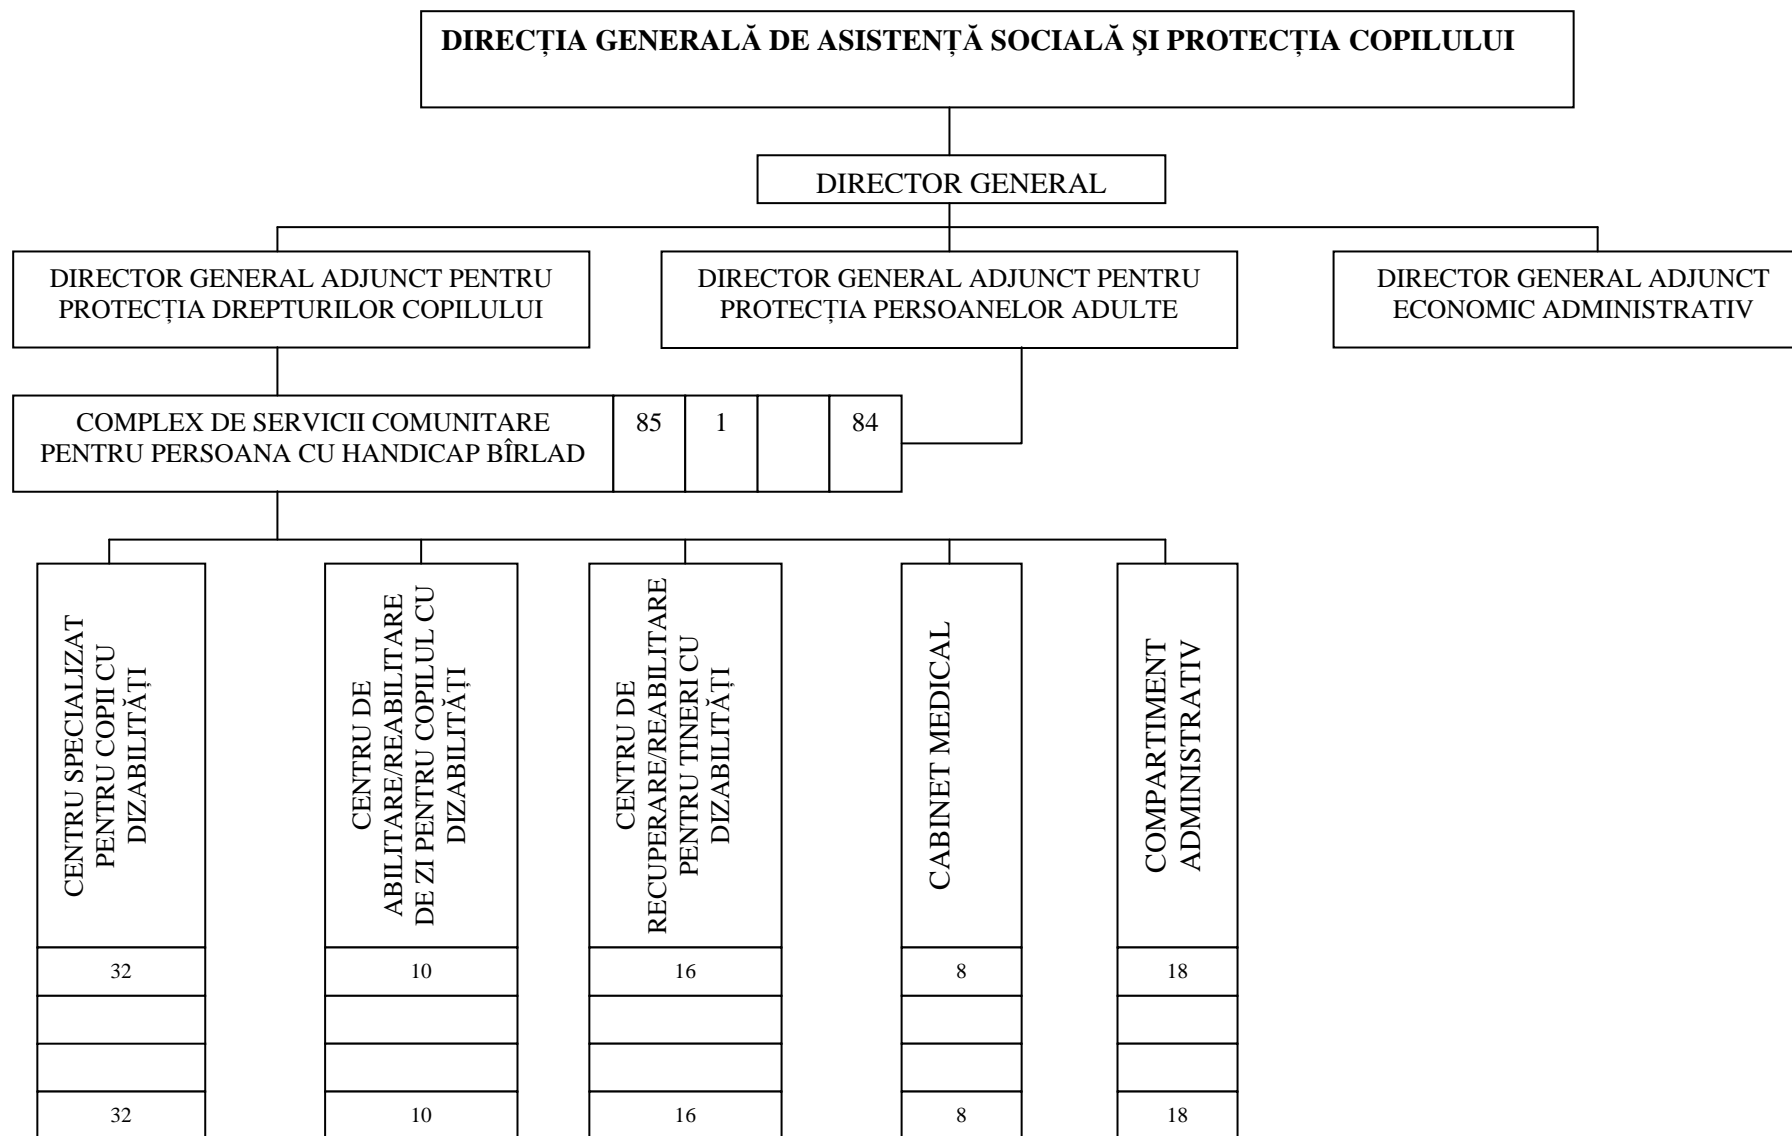 DIRECȚIA GENERALĂ DE ASISTENȚĂ SOCIALĂ ŞI PROTECȚIA COPILULUI
DIRECTOR GENERAL
DIRECTOR GENERAL ADJUNCT PENTRU
PROTECȚIA DREPTURILOR COPILULUI
DIRECTOR GENERAL ADJUNCT PENTRU
PROTECȚIA PERSOANELOR ADULTE
DIRECTOR GENERAL ADJUNCT
ECONOMIC ADMINISTRATIV
COMPLEX DE SERVICII COMUNITARE
PENTRU PERSOANA CU HANDICAP BÎRLAD
85 1 84
CENTRU SPECIALIZAT
PENTRU COPII CU
DIZABILITĂȚI
CENTRU DE
ABILITARE/REABILITARE
DE ZI PENTRU COPILUL CU
DIZABILITĂȚI
CENTRU DE
RECUPERARE/REABILITARE
PENTRU TINERI CU
DIZABILITĂȚI
CABINET MEDICAL
COMPARTIMENT
ADMINISTRATIV
32 10 16 8 18
32 10 16 8 18